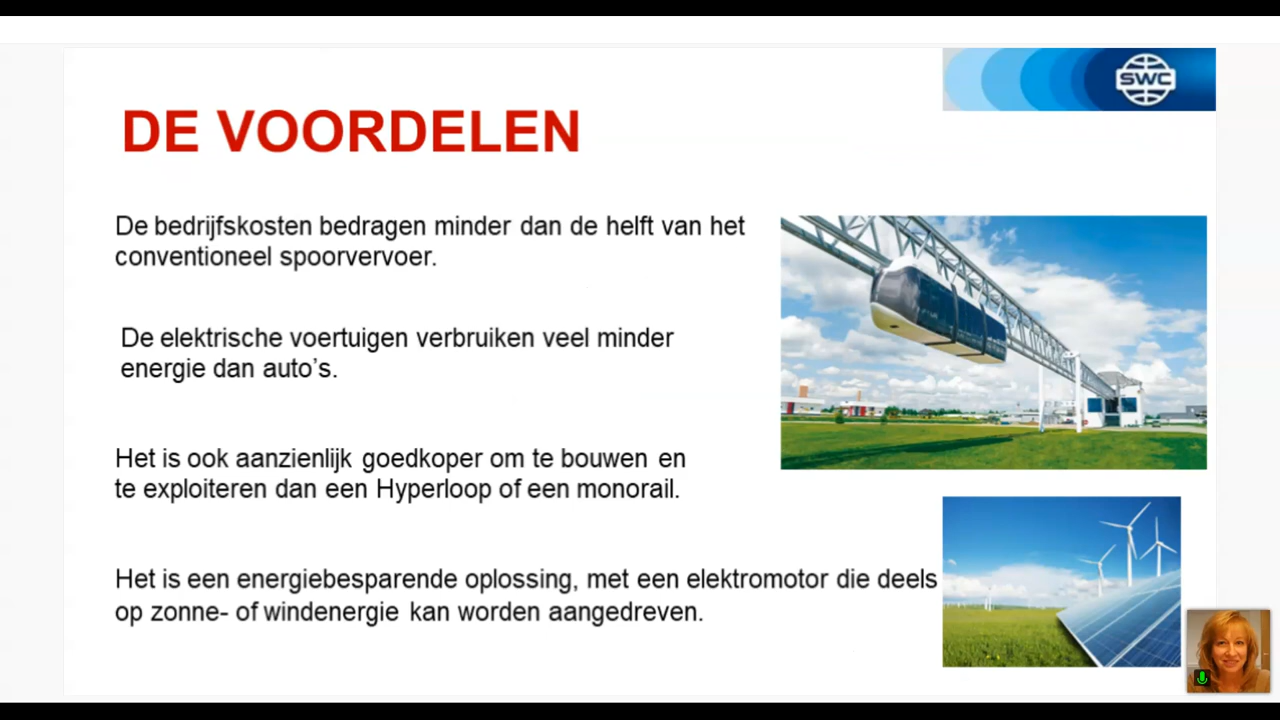 SWC
DE VOORDELEN
De bedrijfskosten bedragen minder dan de helft van het
conventioneel spoorvervoer.
De elektrische voertuigen verbruiken veel minder
energie dan auto’s.
Het is ook aanzienlijk goedkoper om te bouwen en
te exploiteren dan een Hyperloop of een monorail.
Het is een energiebesparende oplossing, met een elektromotor die deels
op zonne- of windenergie kan worden aangedreven.